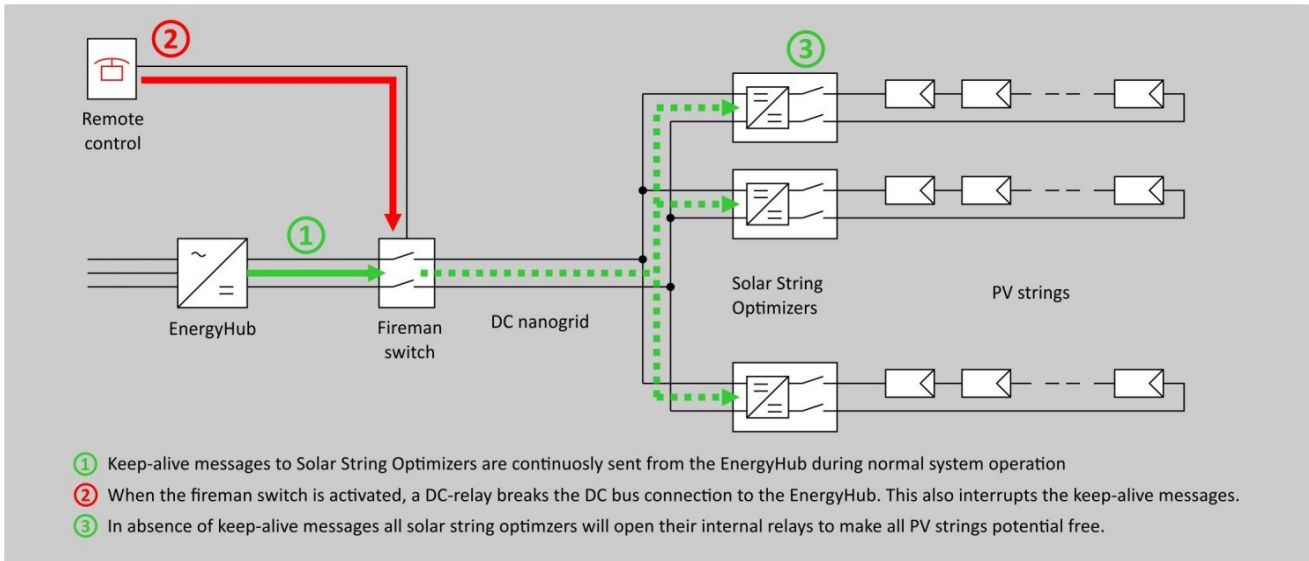 2
3
Remote
control
1
EnergyHub
Fireman
switch
DC nanogrid
Solar String
Optimizers
PV strings
1 Keep-alive messages to Solar String Optimizers are continuosly sent from the EnergyHub during normal system operation
2 When the fireman switch is activated, a DC-relay breaks the DC bus connection to the EnergyHub. This also interrupts the keep-alive messages.
3 In absence of keep-alive messages all solar string optimzers will open their internal relays to make all PV strings potential free.